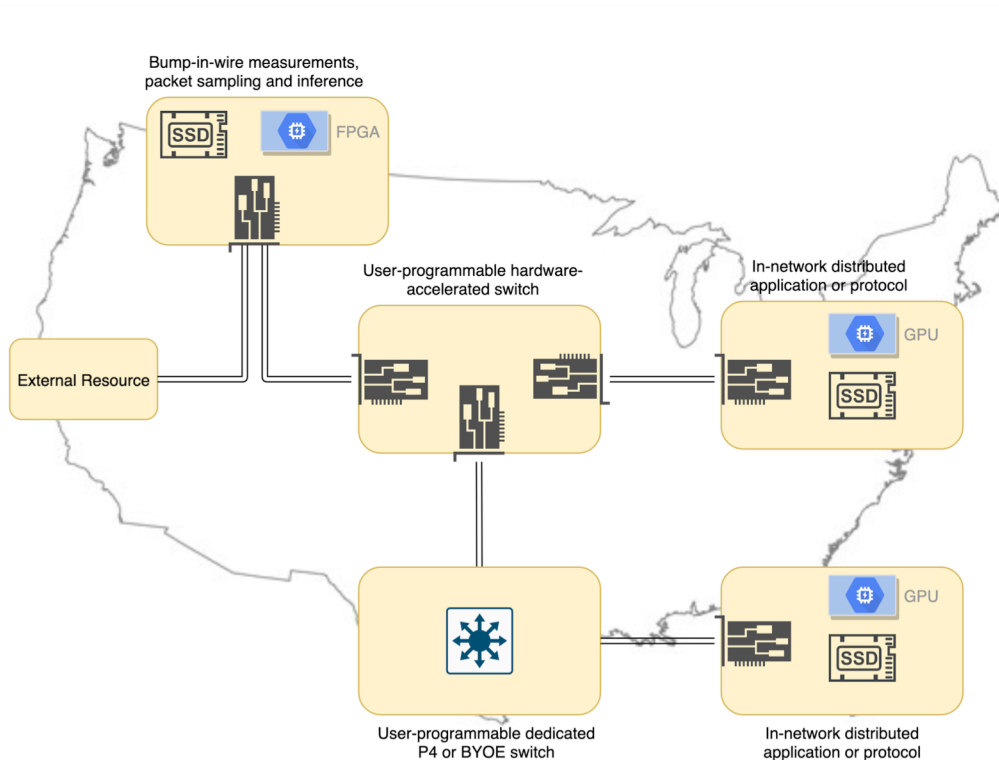 Bump-in-wire measurements,
packet sampling and inference
SSD
FPGA
User-programmable hardware-
accelerated switch
In-network distributed
application or protocol
GPU
SSD
External Resource
GPU
SSD
User-programmable dedicated
P4 or BYOE switch
In-network distributed
application or protocol